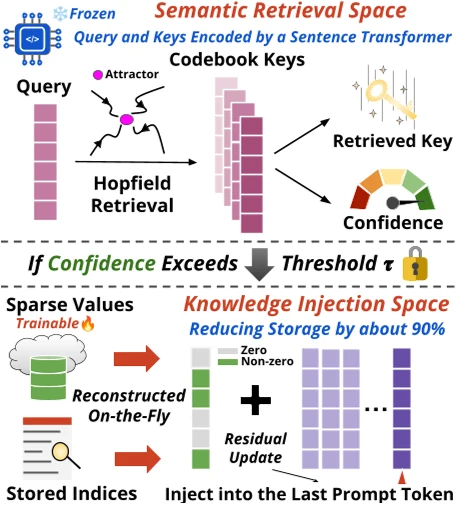 Frozen
Semantic Retrieval Space
</>
Query and Keys Encoded by a Sentence Transformer
Codebook Keys
Query
Attractor
Hopfield
Retrieval
Retrieved Key
Confidence
If Confidence Exceeds Threshold τ
Sparse Values
Trainable
Knowledge Injection Space
Reducing Storage by about 90%
Zero
Non-zero
Reconstructed
On-the-Fly
+
...
Residual
Update
Stored Indices
Inject into the Last Prompt Token